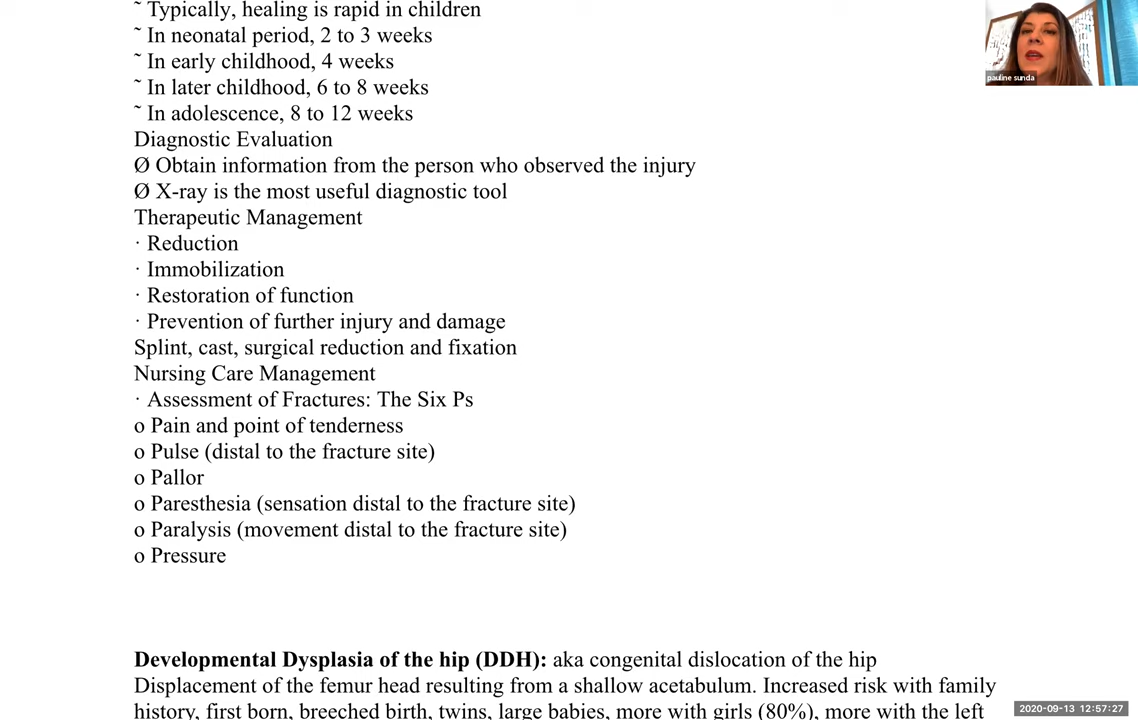 ˜ Typically, healing is rapid in children
˜ In neonatal period, 2 to 3 weeks
˜ In early childhood, 4 weeks
˜ In later childhood, 6 to 8 weeks
˜ In adolescence, 8 to 12 weeks
Diagnostic Evaluation
Ø Obtain information from the person who observed the injury
Ø X-ray is the most useful diagnostic tool
Therapeutic Management
· Reduction
· Immobilization
· Restoration of function
· Prevention of further injury and damage
Splint, cast, surgical reduction and fixation
Nursing Care Management
· Assessment of Fractures: The Six Ps
o Pain and point of tenderness
o Pulse (distal to the fracture site)
o Pallor
o Paresthesia (sensation distal to the fracture site)
o Paralysis (movement distal to the fracture site)
o Pressure
Developmental Dysplasia of the hip (DDH): aka congenital dislocation of the hip
Displacement of the femur head resulting from a shallow acetabulum. Increased risk with family
history, first born, breeched birth, twins, large babies, more with girls (80%), more with the left
pauline sunda
2020-09-13 12:57:27